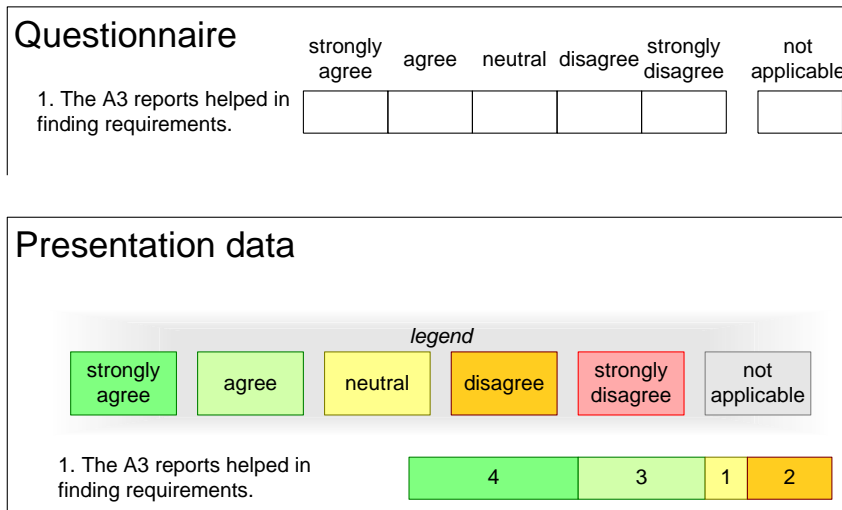 Questionnaire
strongly agree
agree
neutral
disagree
strongly disagree
not applicable
1. The A3 reports helped in
finding requirements.
Presentation data
legend
strongly agree
agree
neutral
disagree
strongly disagree
not applicable
1. The A3 reports helped in
finding requirements.
4 3 1 2